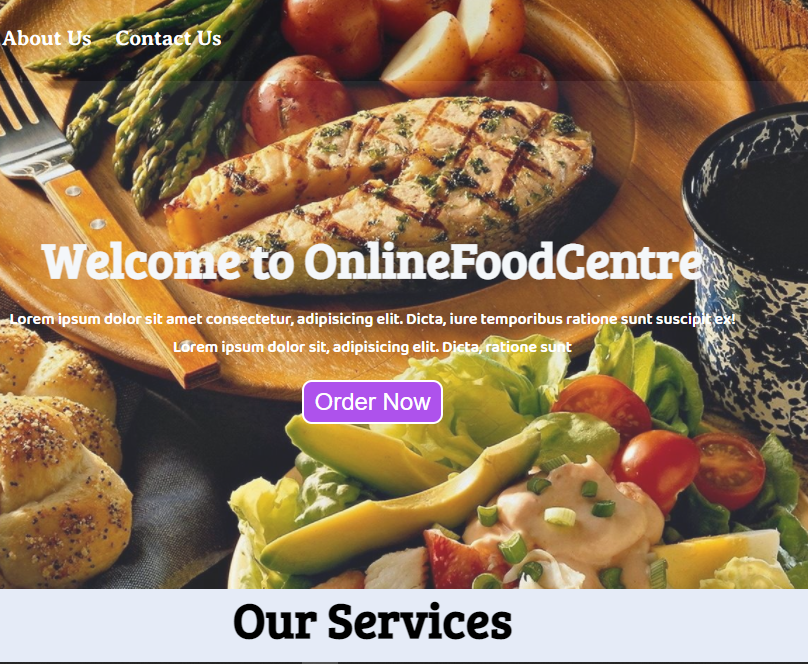 About Us Contact Us
Welcome to OnlineFoodCentre
Lorem ipsum dolor sit amet consectetur, adipisicing elit. Dicta, iure temporibus ratione sunt suscipit ex!
Lorem ipsum dolor sit, adipisicing elit. Dicta, ratione sunt
Order Now
Our Services